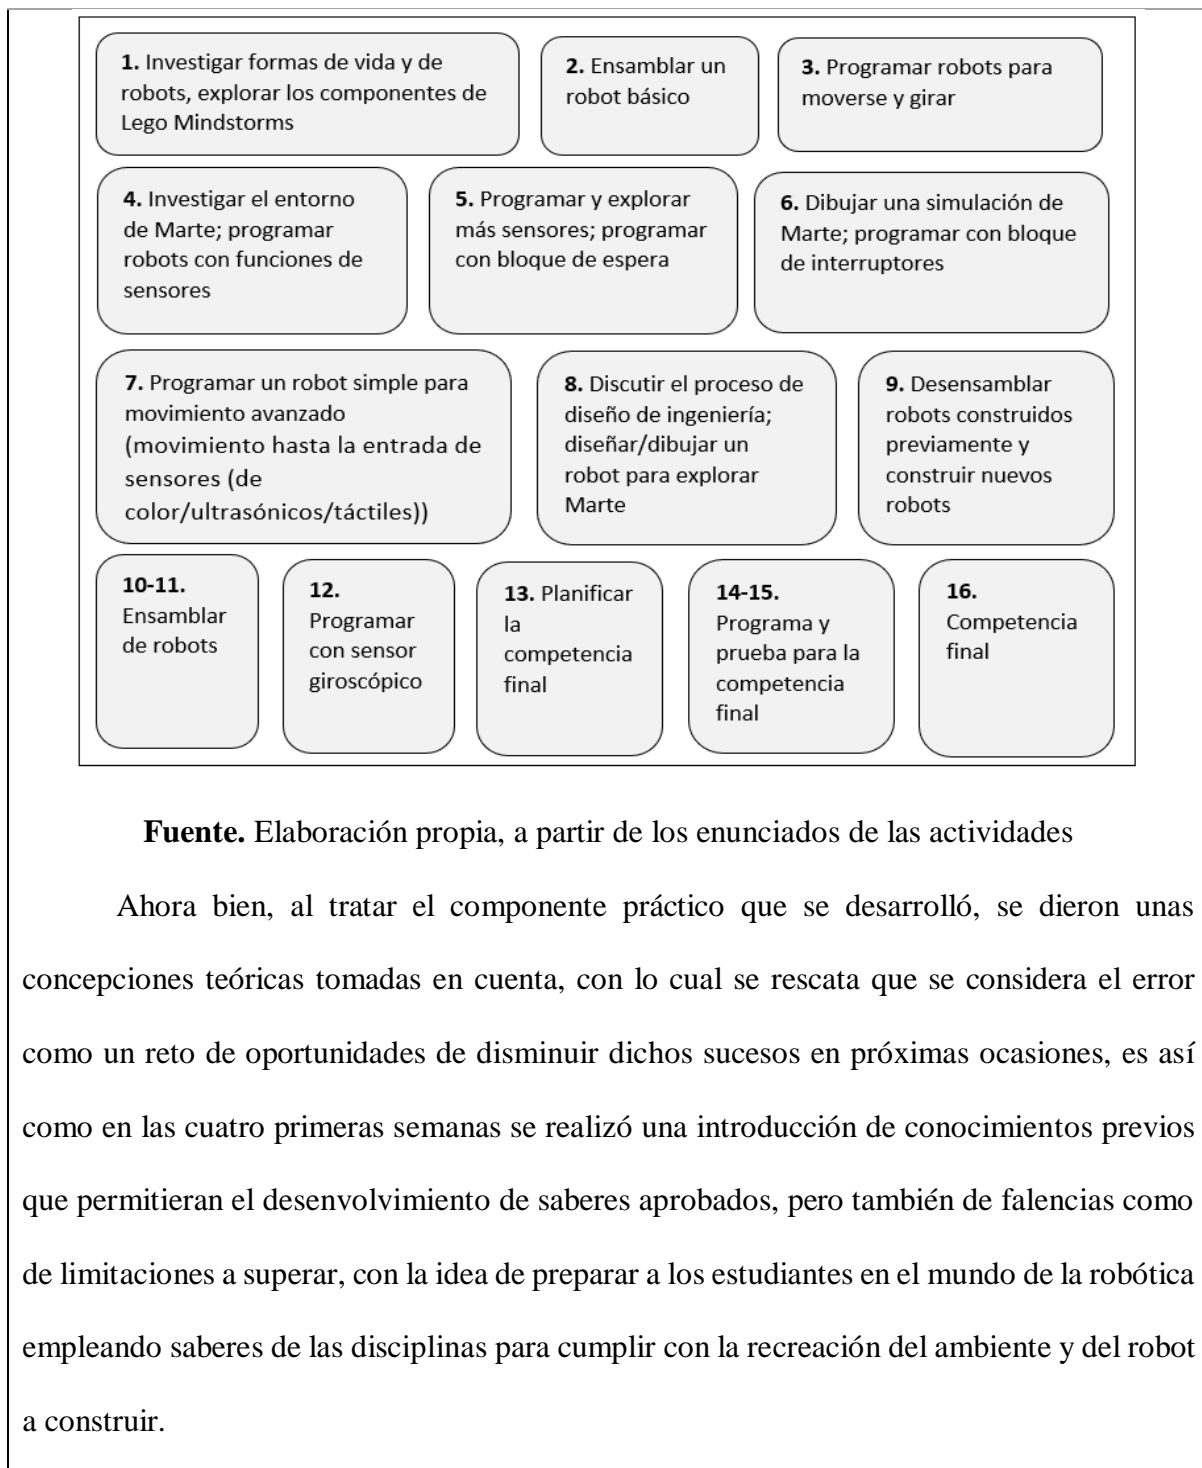 1. Investigar formas de vida y de
robots, explorar los componentes de
Lego Mindstorms
2. Ensamblar un
robot básico
3. Programar robots para
moverse y girar
4. Investigar el entorno
de Marte; programar
robots con funciones de
sensores
5. Programar y explorar
más sensores; programar
con bloque de espera
6. Dibujar una simulación de
Marte; programar con bloque
de interruptores
7. Programar un robot simple para
movimiento avanzado
(movimiento hasta la entrada de
sensores (de
color/ultrasónicos/táctiles))
8. Discutir el proceso de
diseño de ingeniería;
diseñar/dibujar un
robot para explorar
Marte
9. Desensamblar
robots construidos
previamente y
construir nuevos
robots
10-11.
Ensamblar
de robots
12.
Programar
con sensor
giroscópico
13. Planificar
la
competencia
final
14-15.
Programa y
prueba para la
competencia
final
16.
Competencia
final
Fuente. Elaboración propia, a partir de los enunciados de las actividades
Ahora bien, al tratar el componente práctico que se desarrolló, se dieron unas
concepciones teóricas tomadas en cuenta, con lo cual se rescata que se considera el error
como un reto de oportunidades de disminuir dichos sucesos en próximas ocasiones, es así
como en las cuatro primeras semanas se realizó una introducción de conocimientos previos
que permitieran el desenvolvimiento de saberes aprobados, pero también de falencias como
de limitaciones a superar, con la idea de preparar a los estudiantes en el mundo de la robótica
empleando saberes de las disciplinas para cumplir con la recreación del ambiente y del robot
a construir.